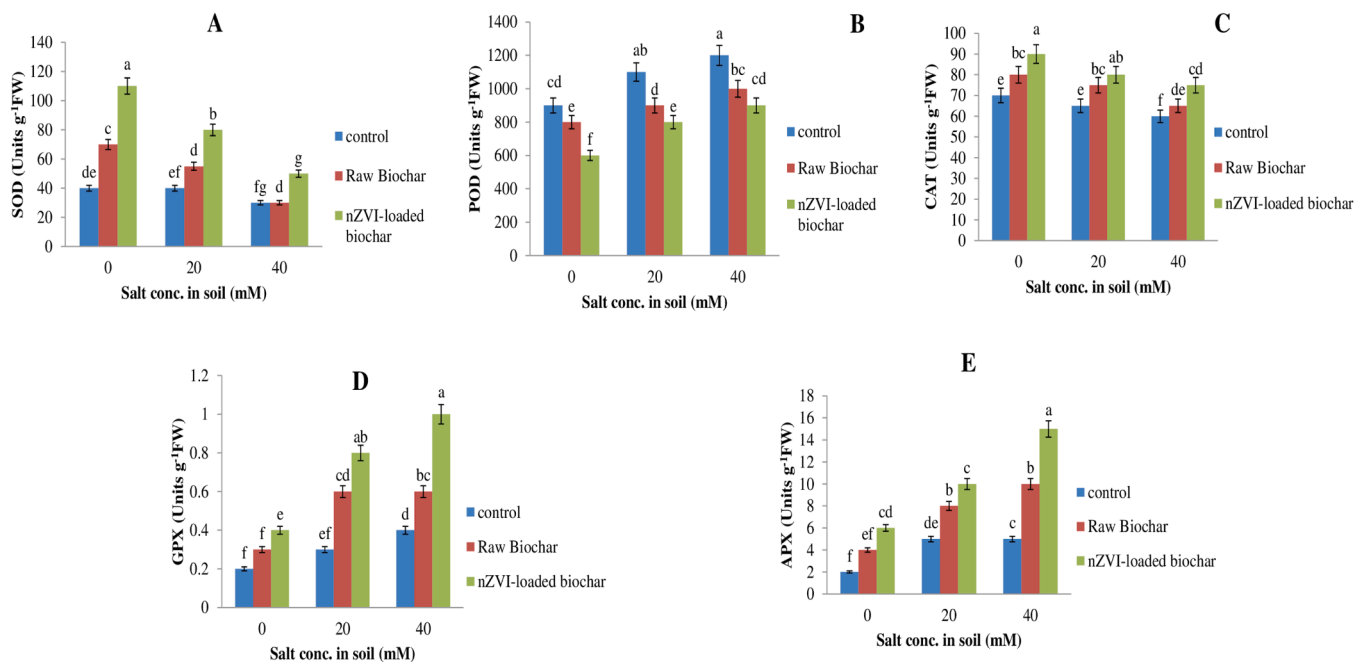 A
SOD (Units g⁻¹FW)
140
120
100
80
60
40
20
0
de
c
a
ef
d
b
fg
d
g
0 20 40
Salt conc. in soil (mM)
control
Raw Biochar
nZVI-loaded
biochar
B
POD (Units g⁻¹FW)
1400
1200
1000
800
600
400
200
0
cd
e
f
ab
d
e
a
bc
cd
0 20 40
Salt conc. in soil (mM)
control
Raw Biochar
nZVI-loaded
biochar
C
CAT (Units g⁻¹FW)
100
90
80
70
60
50
40
30
20
10
0
e
bc
a
e
bc
ab
f
de
cd
0 20 40
Salt conc. in soil (mM)
control
Raw Biochar
nZVI-loaded biochar
D
GPX (Units g⁻¹FW)
1.2
1
0.8
0.6
0.4
0.2
0
f
f
e
ef
cd
ab
d
bc
a
0 20 40
Salt conc. in soil (mM)
control
Raw Biochar
nZVI-loaded biochar
E
APX (Units g⁻¹FW)
18
16
14
12
10
8
6
4
2
0
f
ef
cd
de
b
c
c
b
a
0 20 40
Salt conc. in soil (mM)
control
Raw Biochar
nZVI-loaded biochar